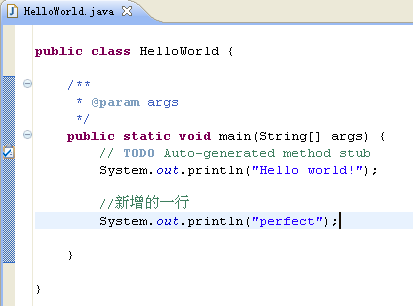 HelloWorld.java
public class HelloWorld {
/**
* @param args
*/
public static void main(String[] args) {
// TODO Auto-generated method stub
System.out.println("Hello world!");
//新增的一行
System.out.println("perfect");
}
}